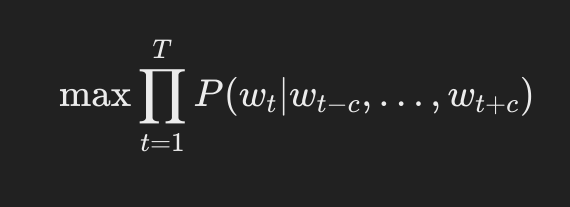 max ∏_{t=1}^{T} P(w_t|w_{t−c}, …, w_{t+c})